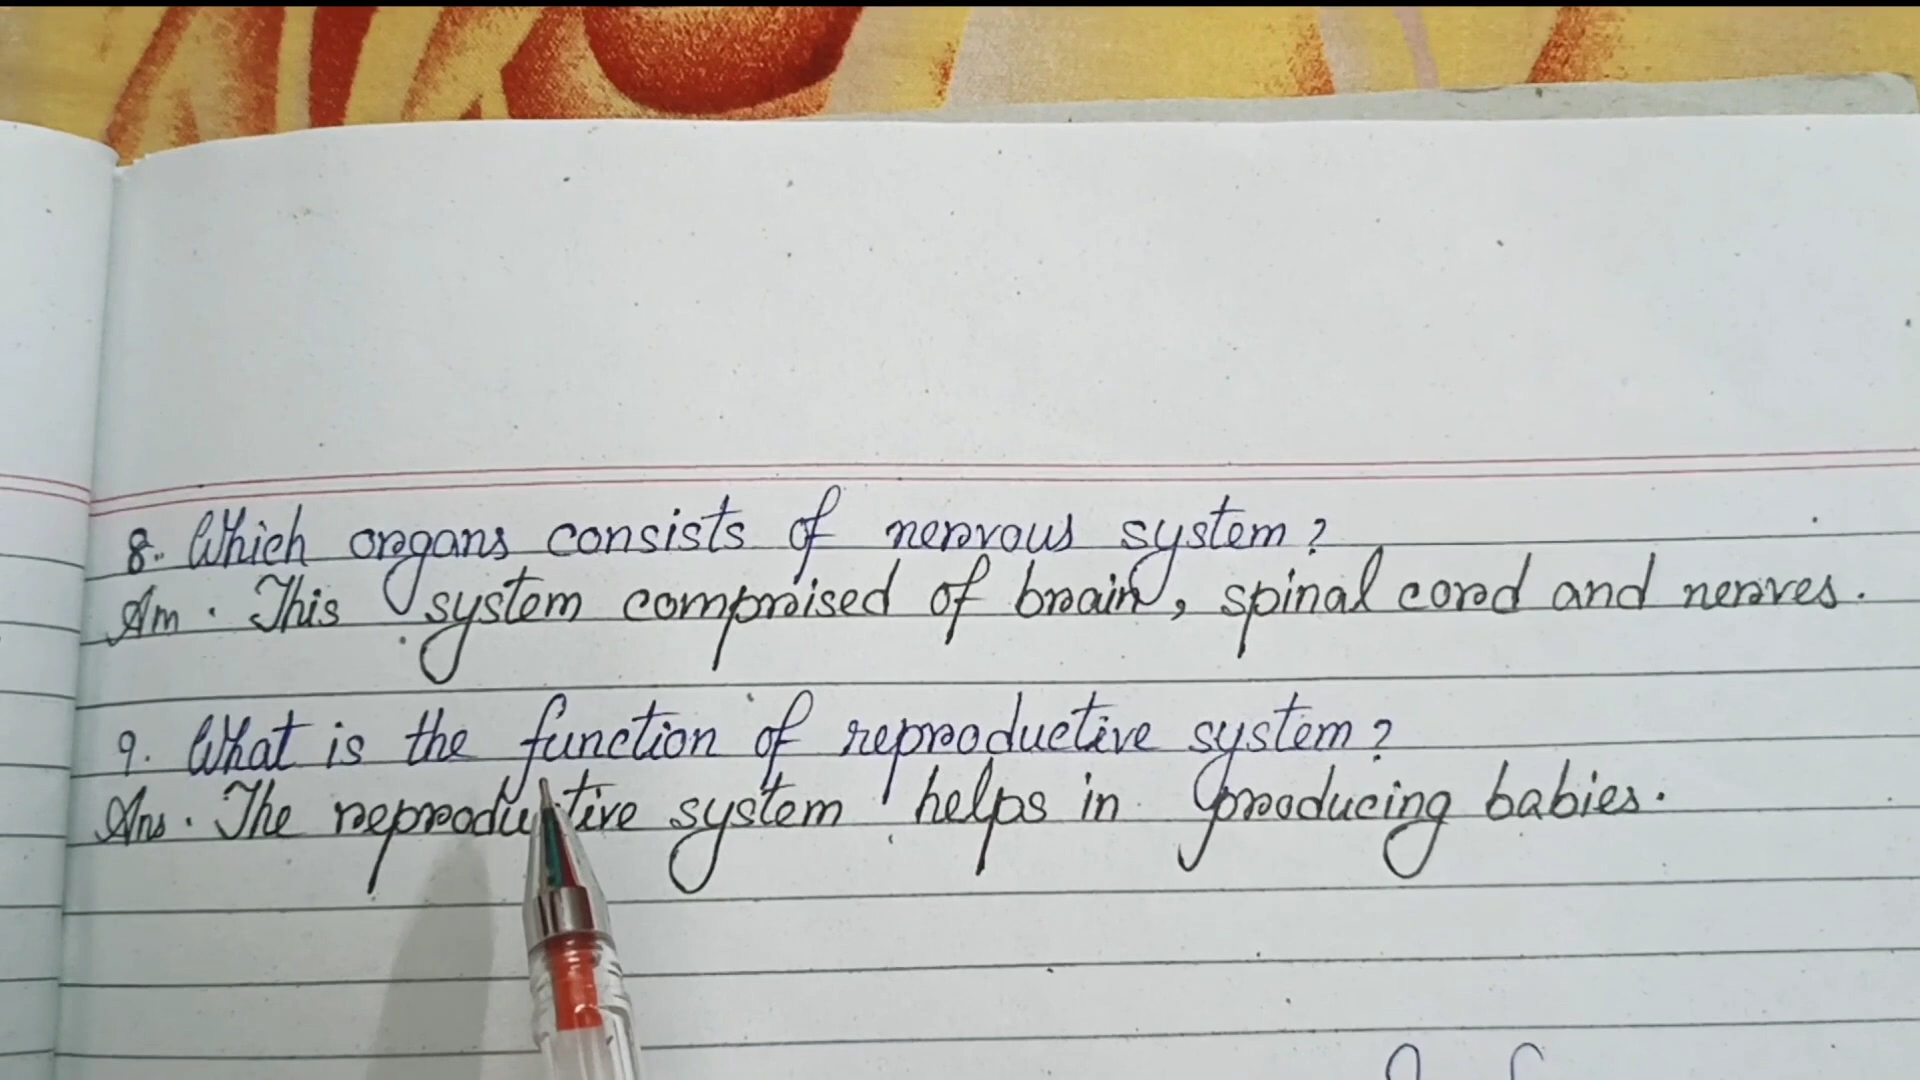 8. Which organs consists of nervous system?
Ans. This system compraised of brain, spinal cord and nerves.
9. What is the function of reproductive system?
Ans. The reproductive system helps in producing babies.